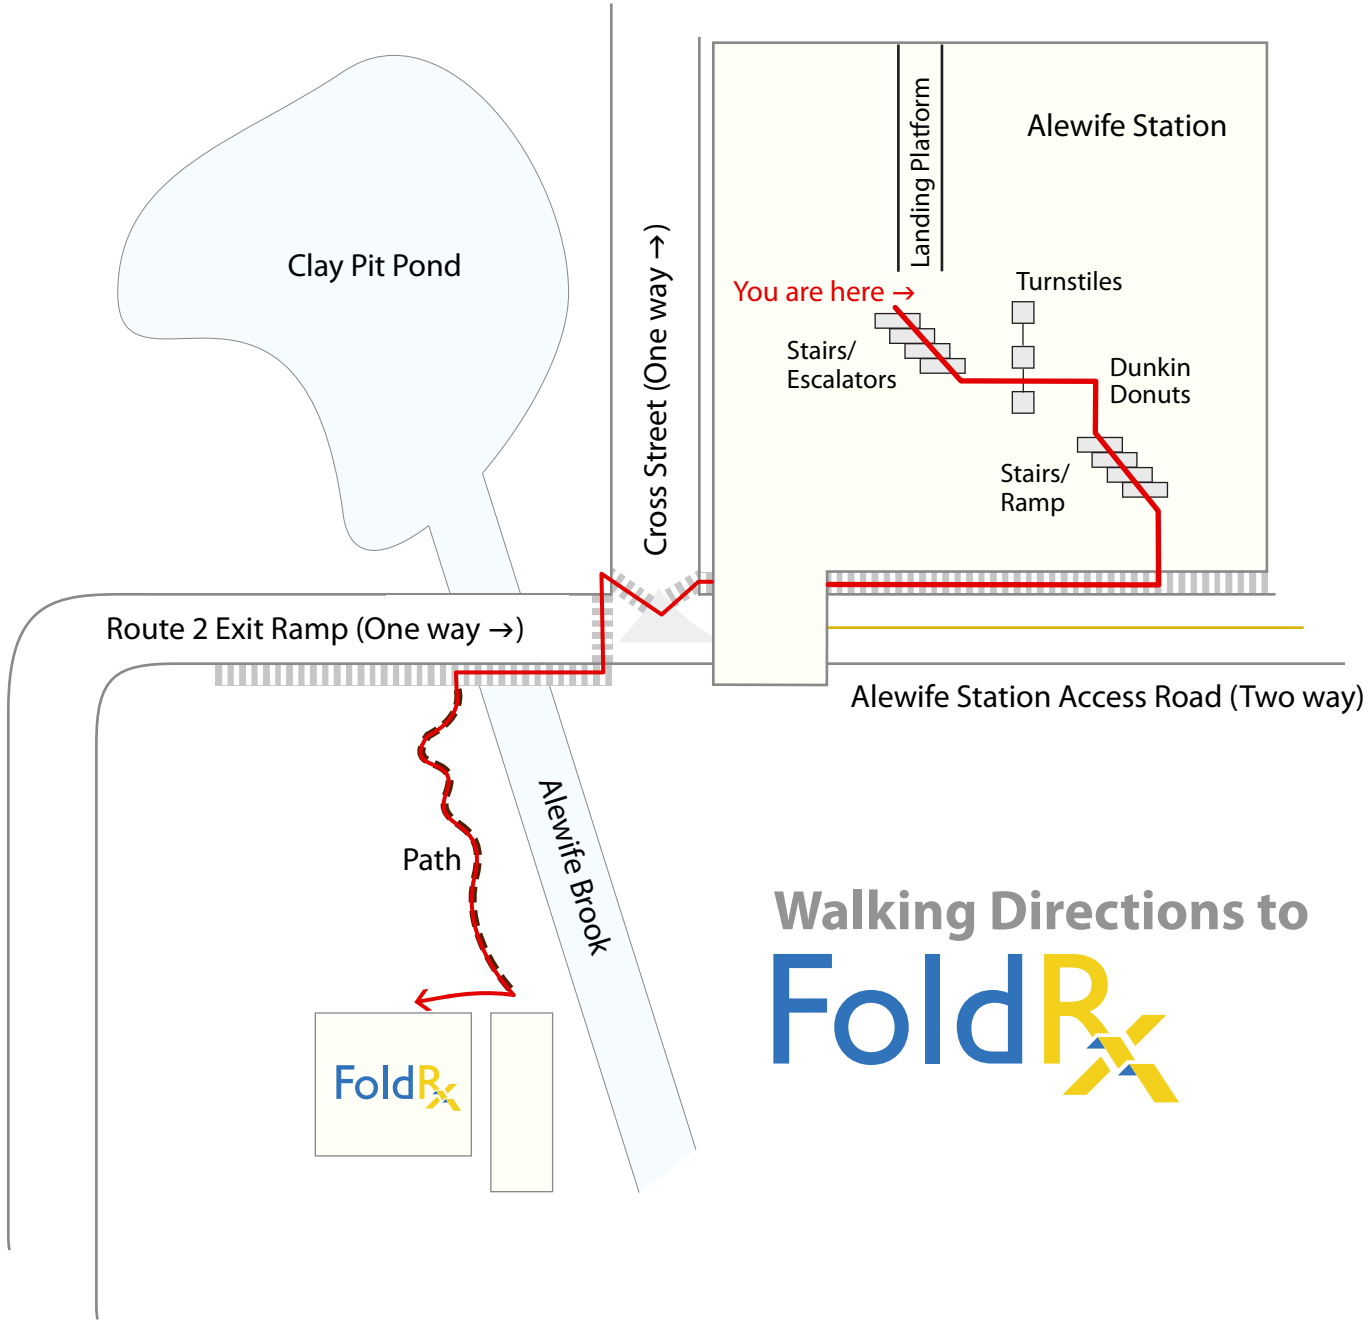 Landing Platform
Alewife Station
Clay Pit Pond
Cross Street (One way →)
You are here →
Turnstiles
Stairs/
Escalators
Dunkin
Donuts
Stairs/
Ramp
Route 2 Exit Ramp (One way →)
Alewife Station Access Road (Two way)
Alewife Brook
Path
Walking Directions to
FoldRx
FoldRx